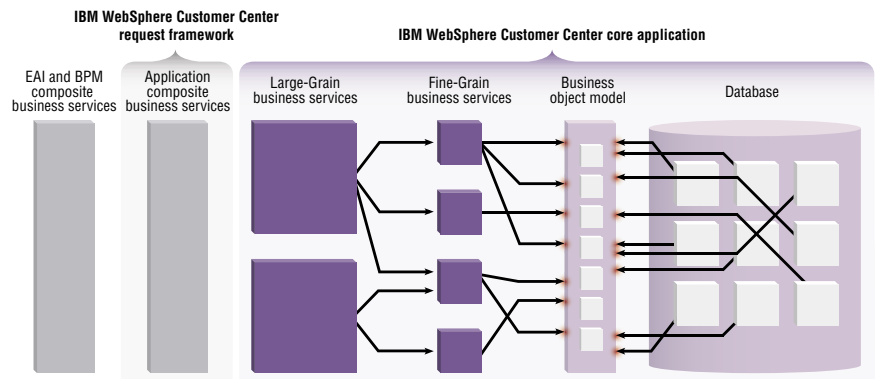 IBM WebSphere Customer Center
request framework
IBM WebSphere Customer Center core application
EAI and BPM
composite
business services
Application
composite
business services
Large-Grain
business services
Fine-Grain
business services
Business
object model
Database